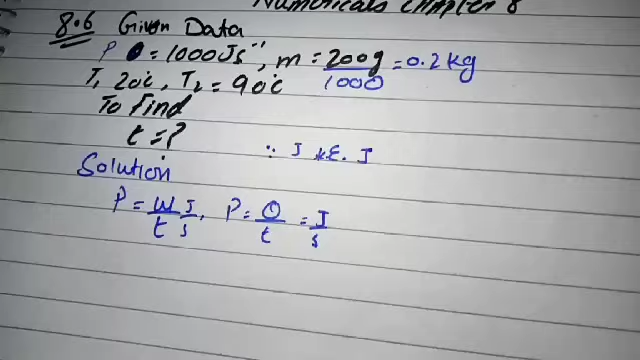 Numericals Chapter 8
8.6 Given Data
P = 1000Js⁻¹, m = 200g/1000 = 0.2 kg
T₁ 20°C, T₂ = 90°C
To Find
t = ?
∵ J K.E. J
Solution
P = W/t J/s, P = Q/t = J/s